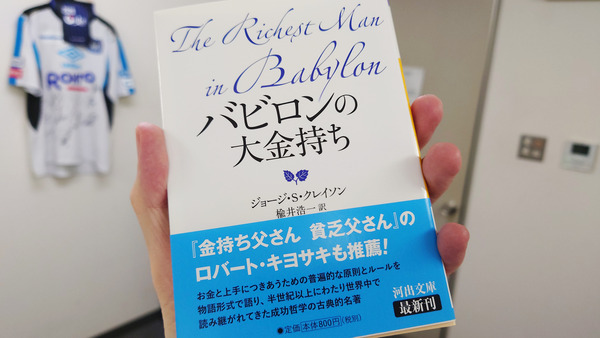 The Richest Man
in Babylon
バビロンの
大金持ち
ジョージ・S・クレイソン
楡井浩一 訳
『金持ち父さん 貧乏父さん』の
ロバート・キヨサキも推薦!
お金と上手につきあうための普遍的な原則とルールを
物語形式で語り、半世紀以上にわたり世界中で
読み継がれてきた成功哲学の古典的名著
●定価 本体800円(税別)
河出文庫
最新刊